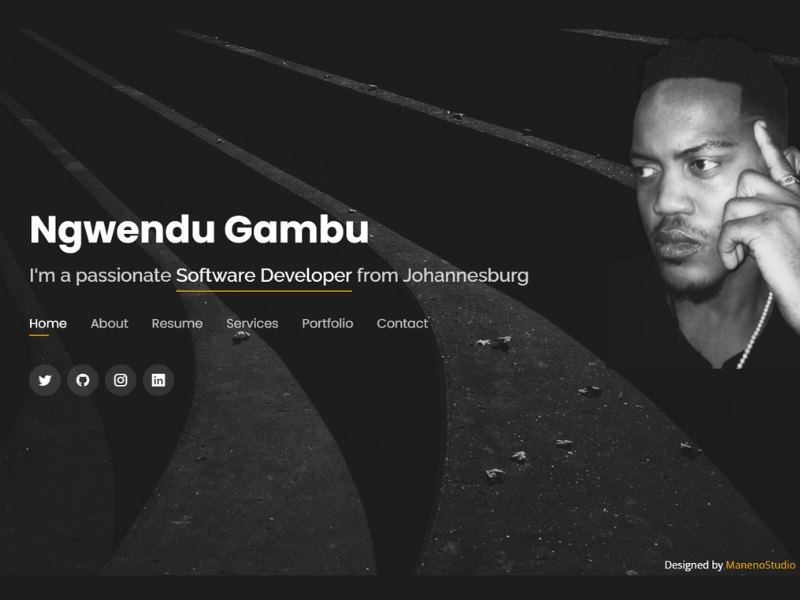 Ngwendu Gambu
I'm a passionate Software Developer from Johannesburg
Home About Resume Services Portfolio Contact
Designed by ManenoStudio